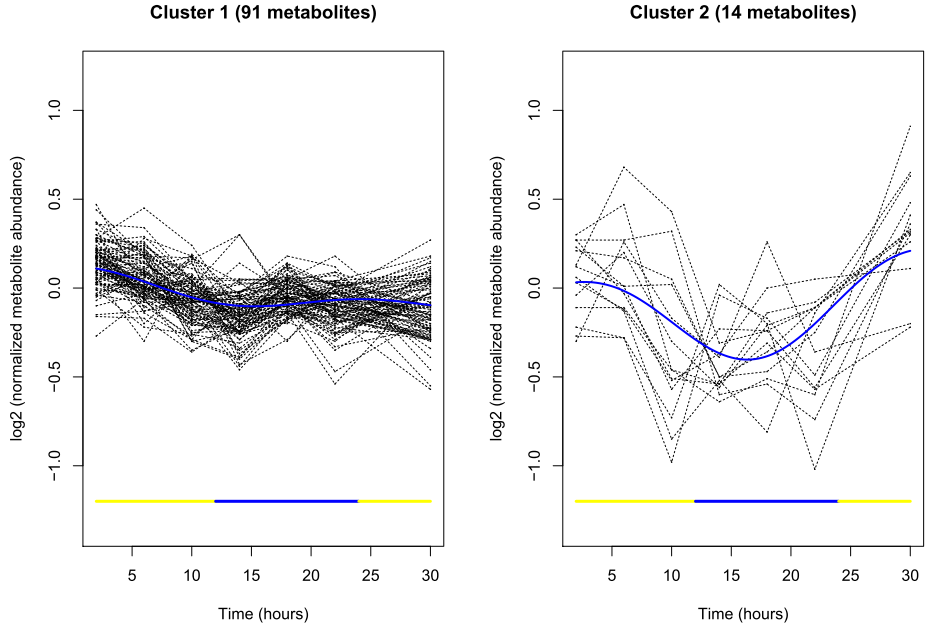 Cluster 1 (91 metabolites)
log2 (normalized metabolite abundance)
1.0
0.5
0.0
−0.5
−1.0
5 10 15 20 25 30
Time (hours)
Cluster 2 (14 metabolites)
log2 (normalized metabolite abundance)
1.0
0.5
0.0
−0.5
−1.0
5 10 15 20 25 30
Time (hours)